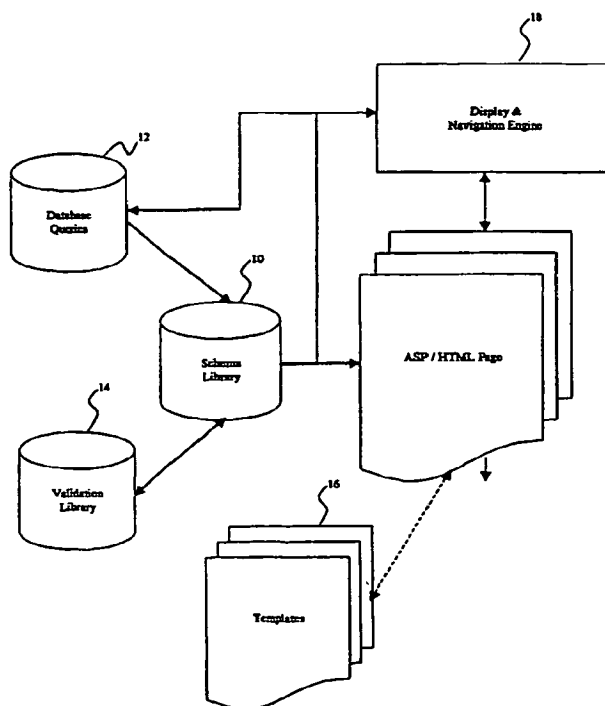 18
Display &
Navigation Engine
12
Database
Queries
10
Schema
Library
ASP / HTML Page
14
Validation
Library
16
Templates